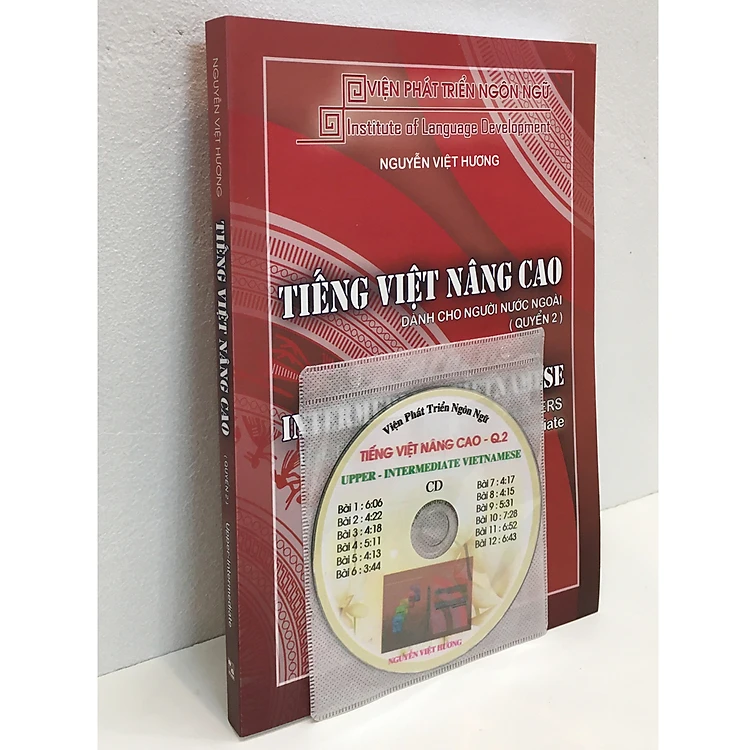 VIỆN PHÁT TRIỂN NGÔN NGỮ
Institute of Language Development
NGUYỄN VIỆT HƯƠNG
TIẾNG VIỆT NÂNG CAO
DÀNH CHO NGƯỜI NƯỚC NGOÀI
( QUYỂN 2 )
NGUYỄN VIỆT HƯƠNG
TIẾNG VIỆT NÂNG CAO
( QUYỂN 2 )
Upper-Intermediate
Viện Phát Triển Ngôn Ngữ
TIẾNG VIỆT NÂNG CAO - Q.2
UPPER - INTERMEDIATE VIETNAMESE
CD
Bài 1 : 6:06
Bài 2 : 4:22
Bài 3 : 4:18
Bài 4 : 5:11
Bài 5 : 4:13
Bài 6 : 3:44
Bài 7 : 4:17
Bài 8 : 4:15
Bài 9 : 5:31
Bài 10 : 7:28
Bài 11 : 6:52
Bài 12 : 6:43
NGUYỄN VIỆT HƯƠNG